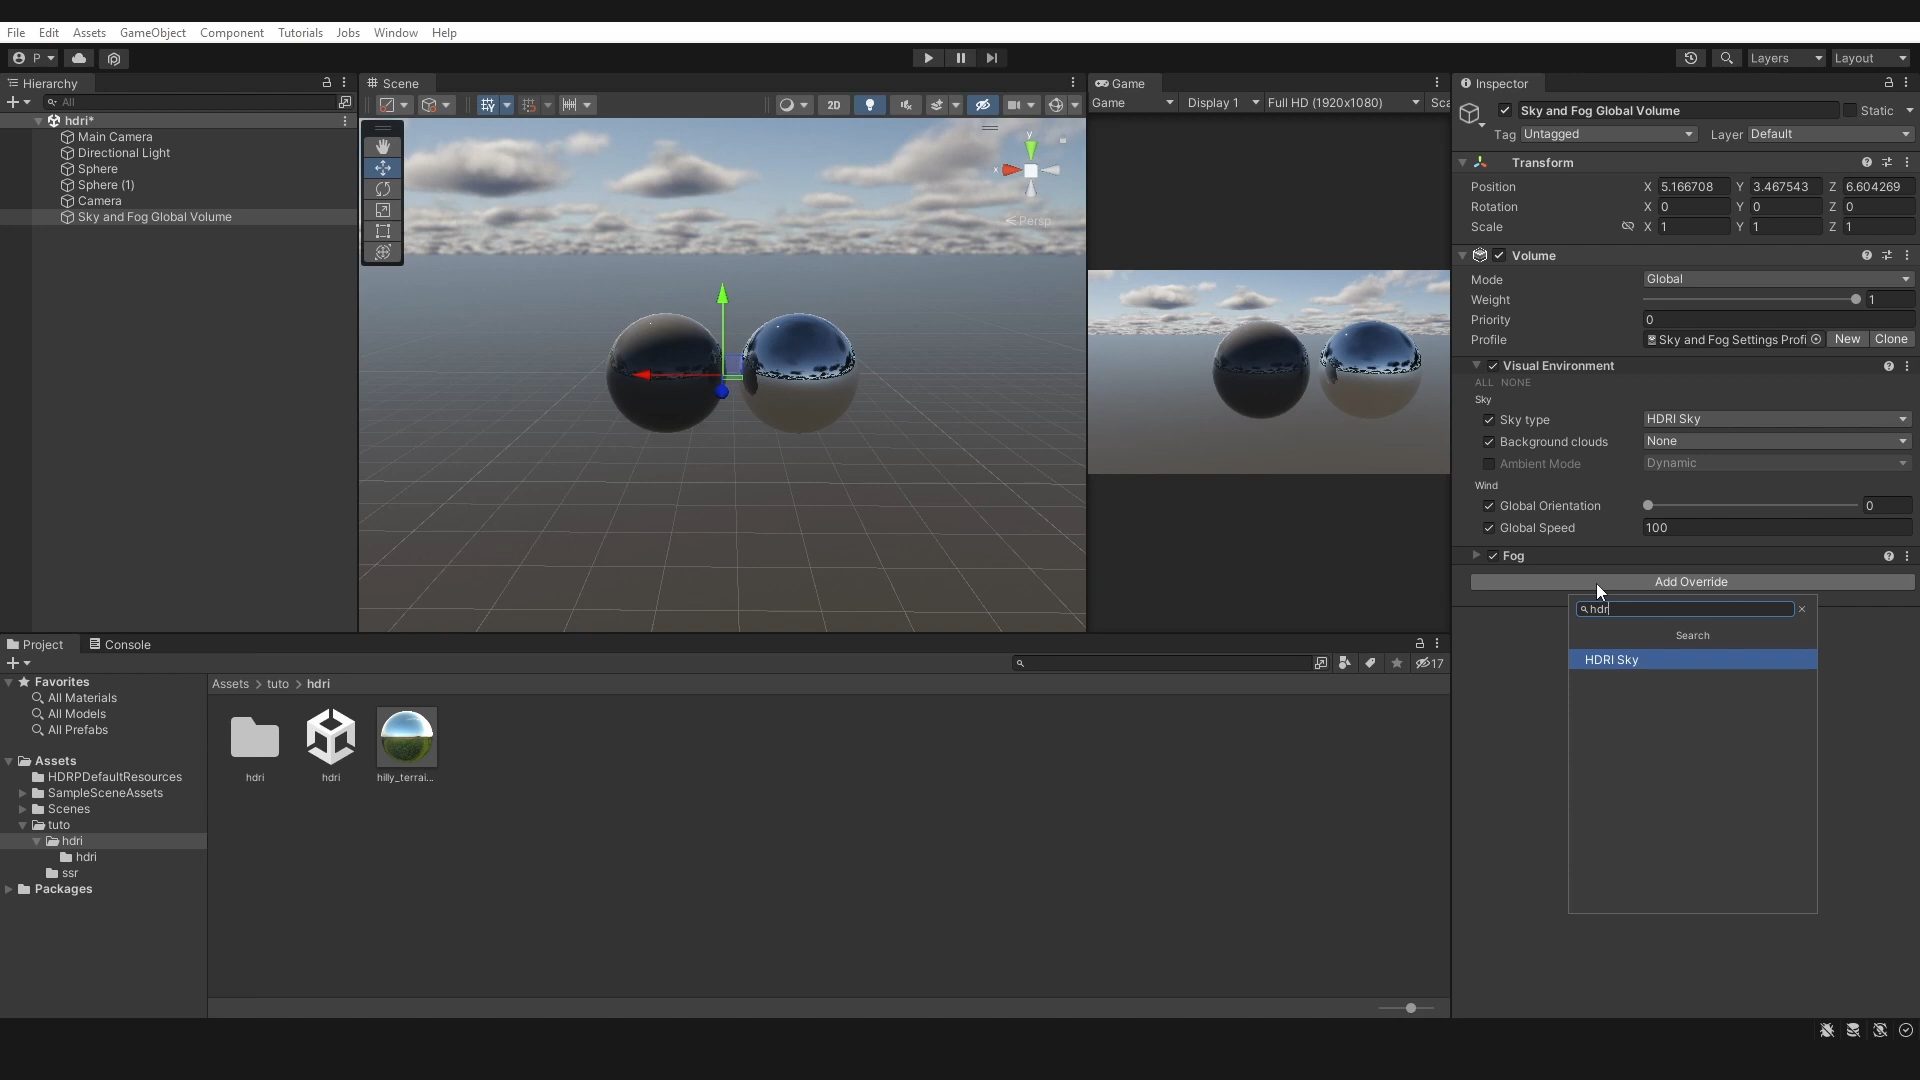 File Edit Assets GameObject Component Tutorials Jobs Window Help
P Layers Layout
Hierarchy
All
hdri*
Main Camera
Directional Light
Sphere
Sphere (1)
Camera
Sky and Fog Global Volume
Scene
2D
y
x
Persp
Game
Game Display 1 Full HD (1920x1080) Sca
Inspector
Sky and Fog Global Volume Static
Tag Untagged Layer Default
Transform
Position X 5.166708 Y 3.467543 Z 6.604269
Rotation X 0 Y 0 Z 0
Scale X 1 Y 1 Z 1
Volume
Mode Global
Weight 1
Priority 0
Profile Sky and Fog Settings Profi New Clone
Visual Environment
ALL NONE
Sky
Sky type HDRI Sky
Background clouds None
Ambient Mode Dynamic
Wind
Global Orientation 0
Global Speed 100
Fog
Add Override
hdr
Search
HDRI Sky
Project Console
17
Favorites
All Materials
All Models
All Prefabs
Assets
HDRPDefaultResources
SampleSceneAssets
Scenes
tuto
hdri
hdri
ssr
Packages
Assets > tuto > hdri
hdri hdri hilly_terrai...